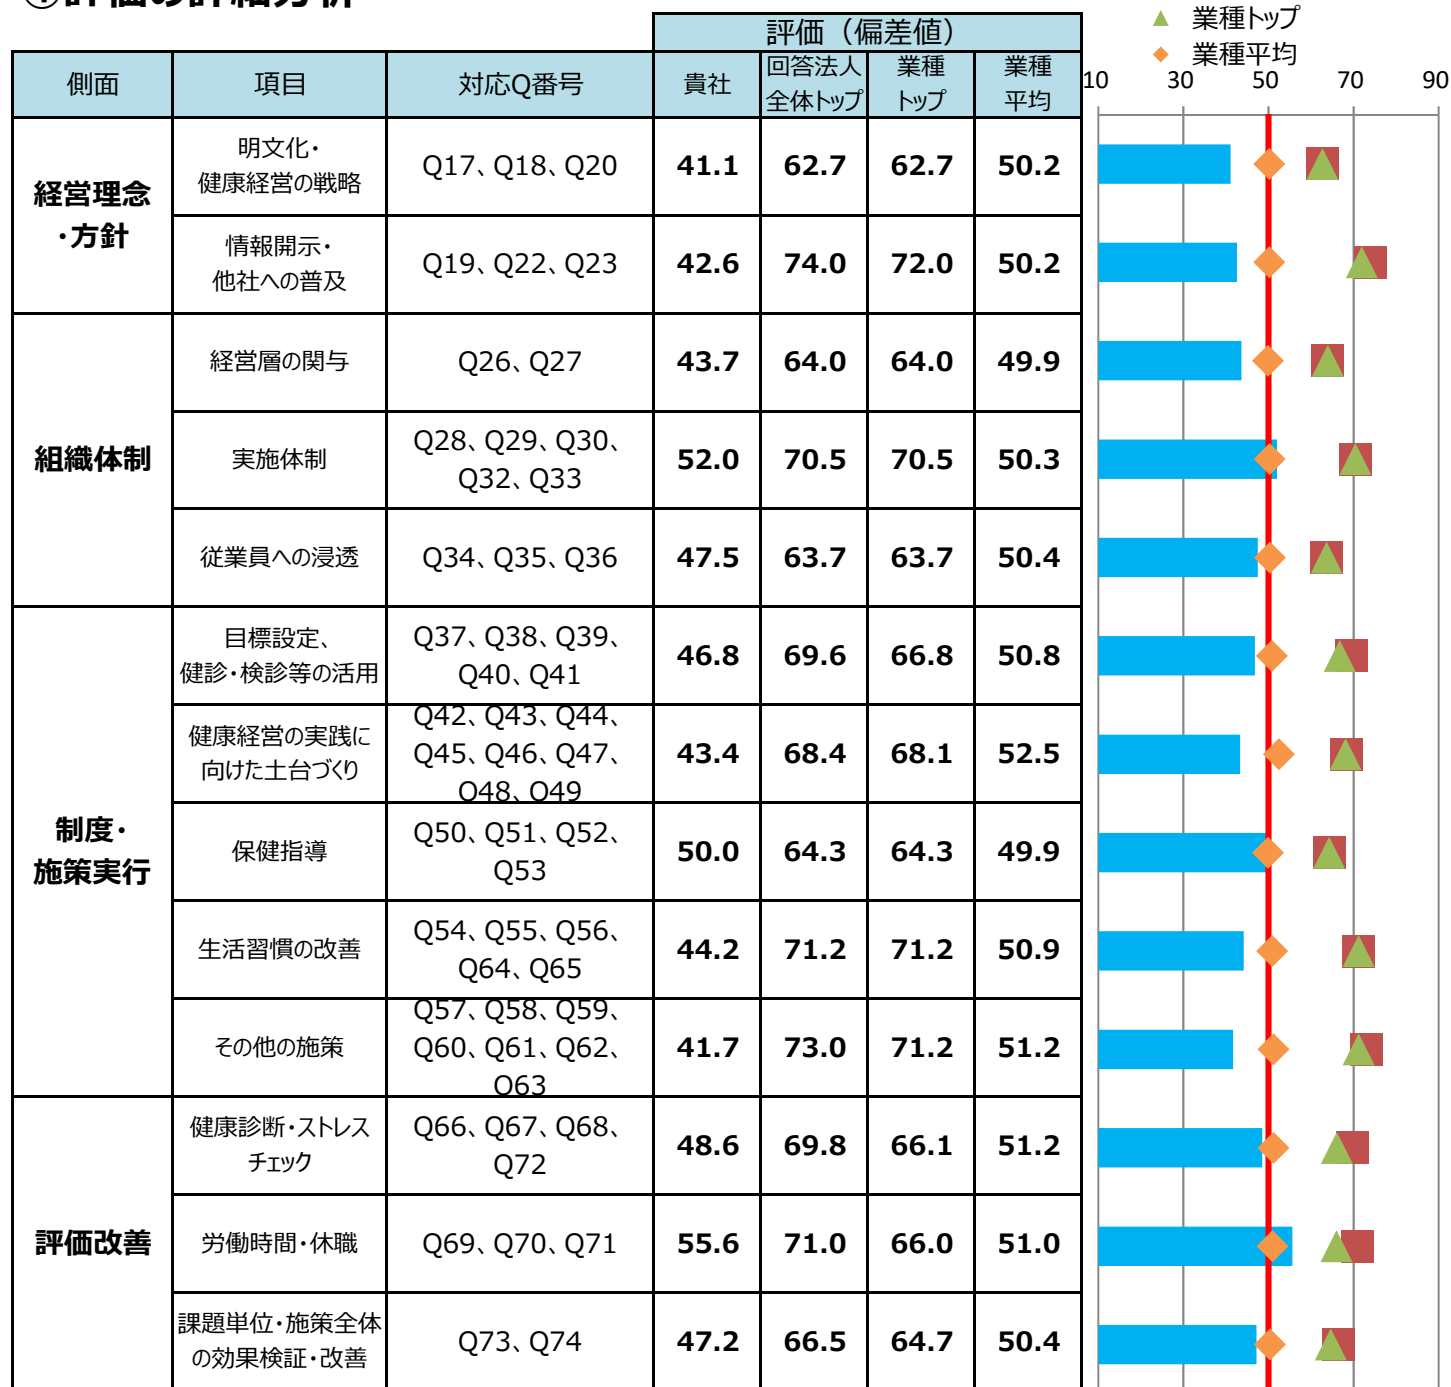 ①評価の詳細分析
▲ 業種トップ
◆ 業種平均
10 30 50 70 90
評価（偏差値）
側面 項目 対応Q番号 貴社 回答法人 業種 業種
全体トップ トップ 平均
経営理念
・方針
明文化・
健康経営の戦略
Q17、Q18、Q20 41.1 62.7 62.7 50.2
情報開示・
他社への普及
Q19、Q22、Q23 42.6 74.0 72.0 50.2
組織体制
経営層の関与 Q26、Q27 43.7 64.0 64.0 49.9
実施体制
Q28、Q29、Q30、
Q32、Q33
52.0 70.5 70.5 50.3
従業員への浸透 Q34、Q35、Q36 47.5 63.7 63.7 50.4
制度・
施策実行
目標設定、
健診・検診等の活用
Q37、Q38、Q39、
Q40、Q41
46.8 69.6 66.8 50.8
健康経営の実践に
向けた土台づくり
Q42、Q43、Q44、
Q45、Q46、Q47、
Q48、Q49
43.4 68.4 68.1 52.5
保健指導
Q50、Q51、Q52、
Q53
50.0 64.3 64.3 49.9
生活習慣の改善
Q54、Q55、Q56、
Q64、Q65
44.2 71.2 71.2 50.9
その他の施策
Q57、Q58、Q59、
Q60、Q61、Q62、
Q63
41.7 73.0 71.2 51.2
評価改善
健康診断・ストレス
チェック
Q66、Q67、Q68、
Q72
48.6 69.8 66.1 51.2
労働時間・休職 Q69、Q70、Q71 55.6 71.0 66.0 51.0
課題単位・施策全体
の効果検証・改善
Q73、Q74 47.2 66.5 64.7 50.4